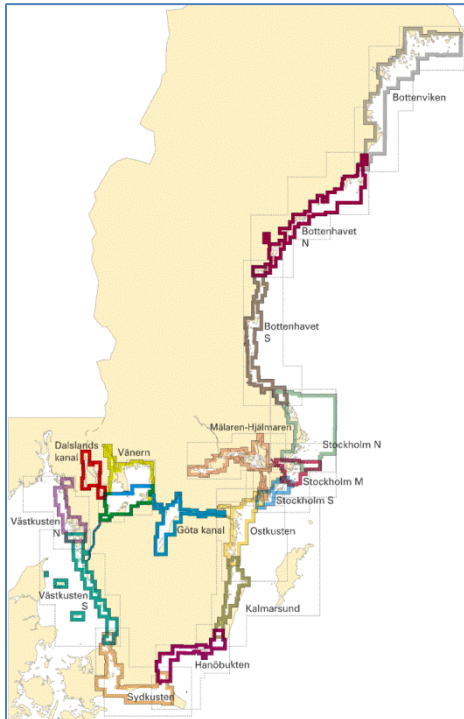 Bottenviken
Bottenhavet
N
Bottenhavet
S
Mälaren-Hjälmaren
Dalslands
kanal
Vänern
Stockholm N
Stockholm M
Stockholm S
Västkusten
N
Göta kanal
Ostkusten
Västkusten
S
Kalmarsund
Hanöbukten
Sydkusten